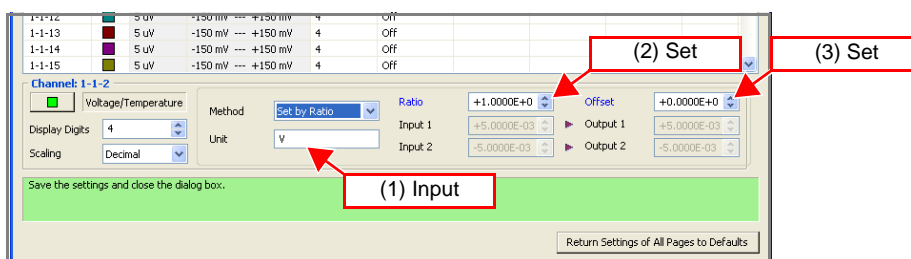 1-1-12 5 uV -150 mV --- +150 mV 4 Off
1-1-13 5 uV -150 mV --- +150 mV 4 Off
1-1-14 5 uV -150 mV --- +150 mV 4 Off
1-1-15 5 uV -150 mV --- +150 mV 4 Off
(2) Set
(3) Set
Channel: 1-1-2
Voltage/Temperature
Method Set by Ratio
Ratio +1.0000E+0 Offset +0.0000E+0
Display Digits 4
Input 1 +5.0000E-03 Output 1 +5.0000E-03
Unit V
Input 2 -5.0000E-03 Output 2 -5.0000E-03
Scaling Decimal
(1) Input
Save the settings and close the dialog box.
Return Settings of All Pages to Defaults